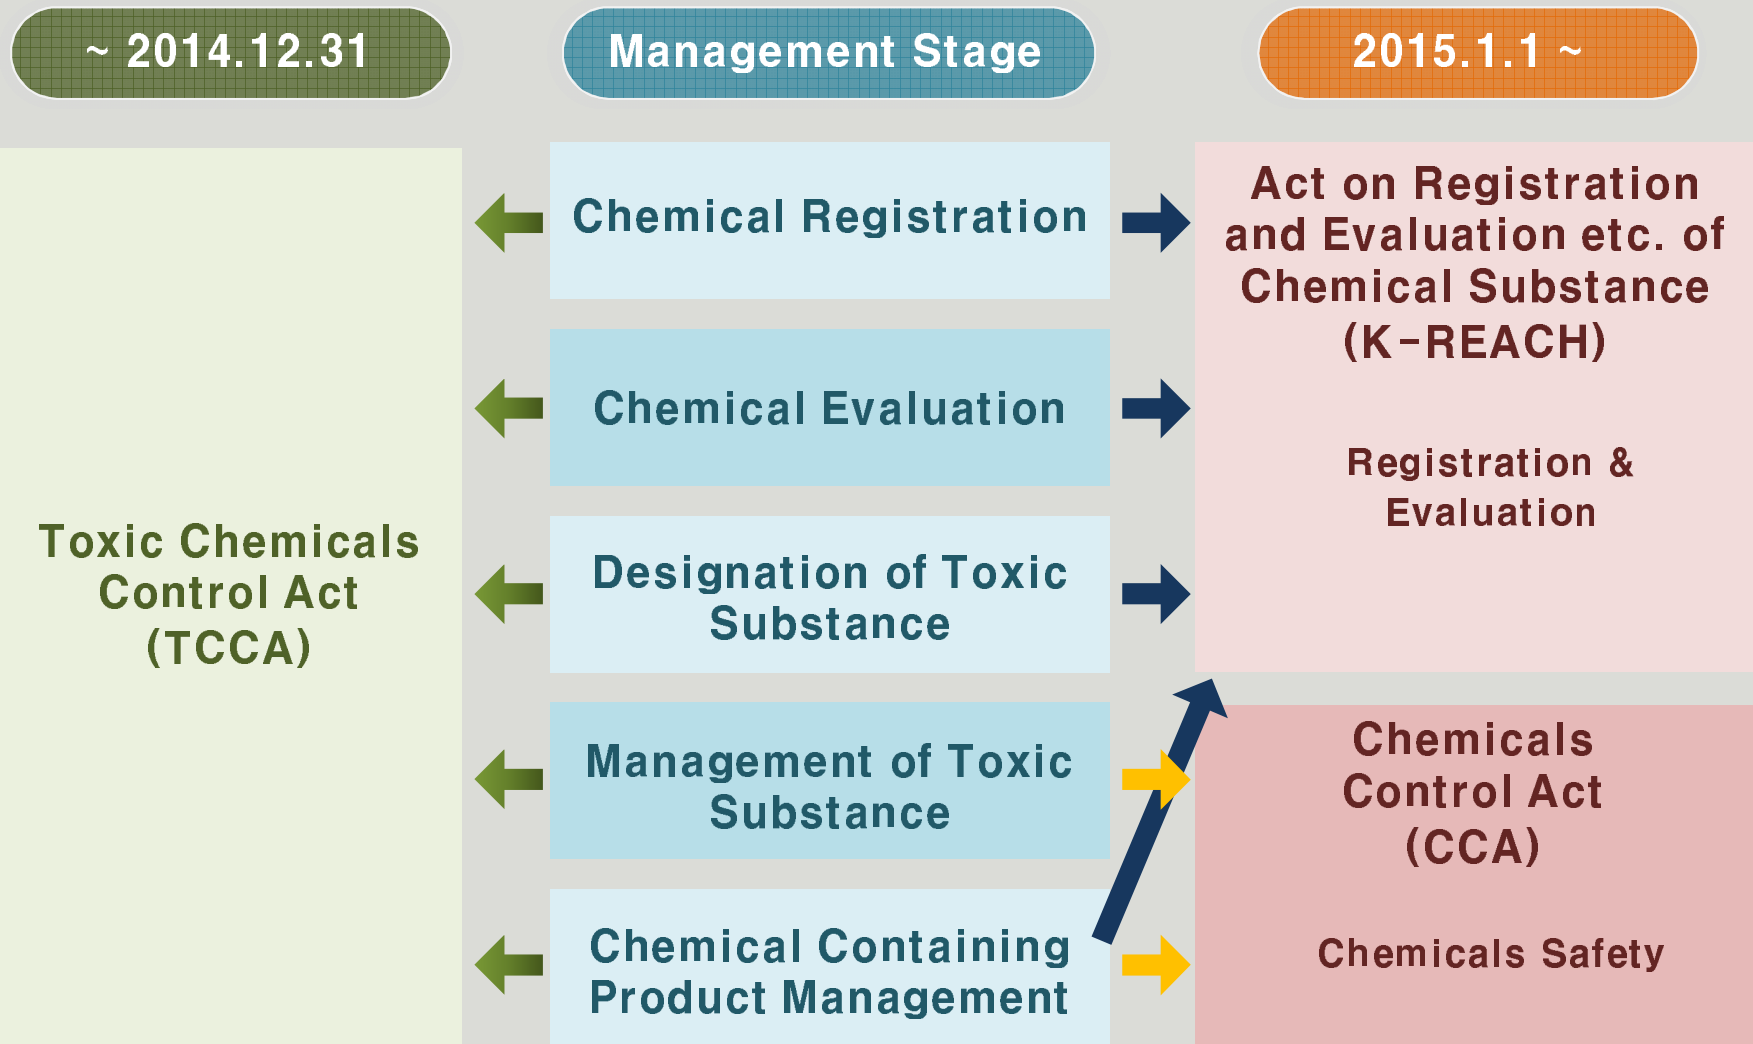 ~ 2014.12.31
Management Stage
2015.1.1 ~
Toxic Chemicals
Control Act
(TCCA)
Chemical Registration
Chemical Evaluation
Designation of Toxic
Substance
Management of Toxic
Substance
Chemical Containing
Product Management
Act on Registration
and Evaluation etc. of
Chemical Substance
(K-REACH)
Registration &
Evaluation
Chemicals
Control Act
(CCA)
Chemicals Safety